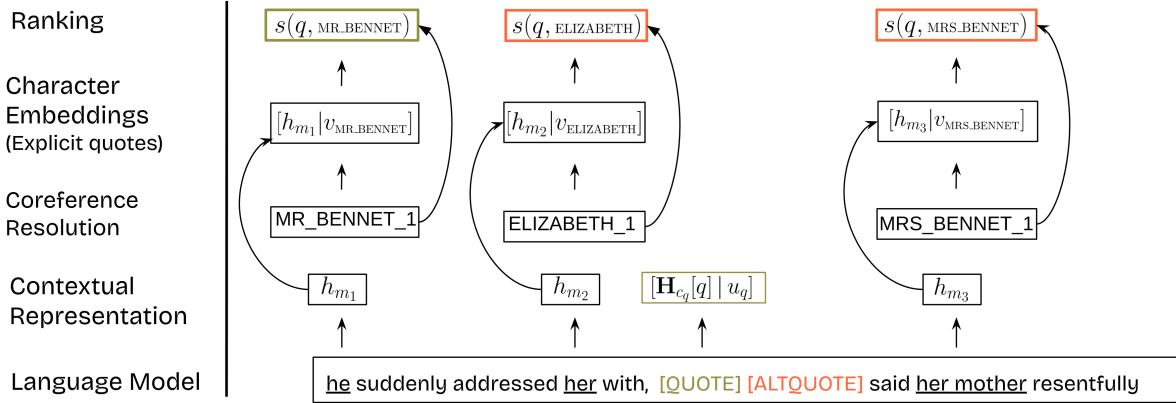 Ranking
s(q, MR_BENNET) s(q, ELIZABETH) s(q, MRS_BENNET)
Character
Embeddings
(Explicit quotes)
[h_{m_1}|v_{MR_BENNET}] [h_{m_2}|v_{ELIZABETH}] [h_{m_3}|v_{MRS_BENNET}]
Coreference
Resolution
MR_BENNET_1 ELIZABETH_1 MRS_BENNET_1
Contextual
Representation
h_{m_1} h_{m_2} [H_{c_q}[q] | u_q] h_{m_3}
Language Model
he suddenly addressed her with, [QUOTE] [ALTQUOTE] said her mother resentfully